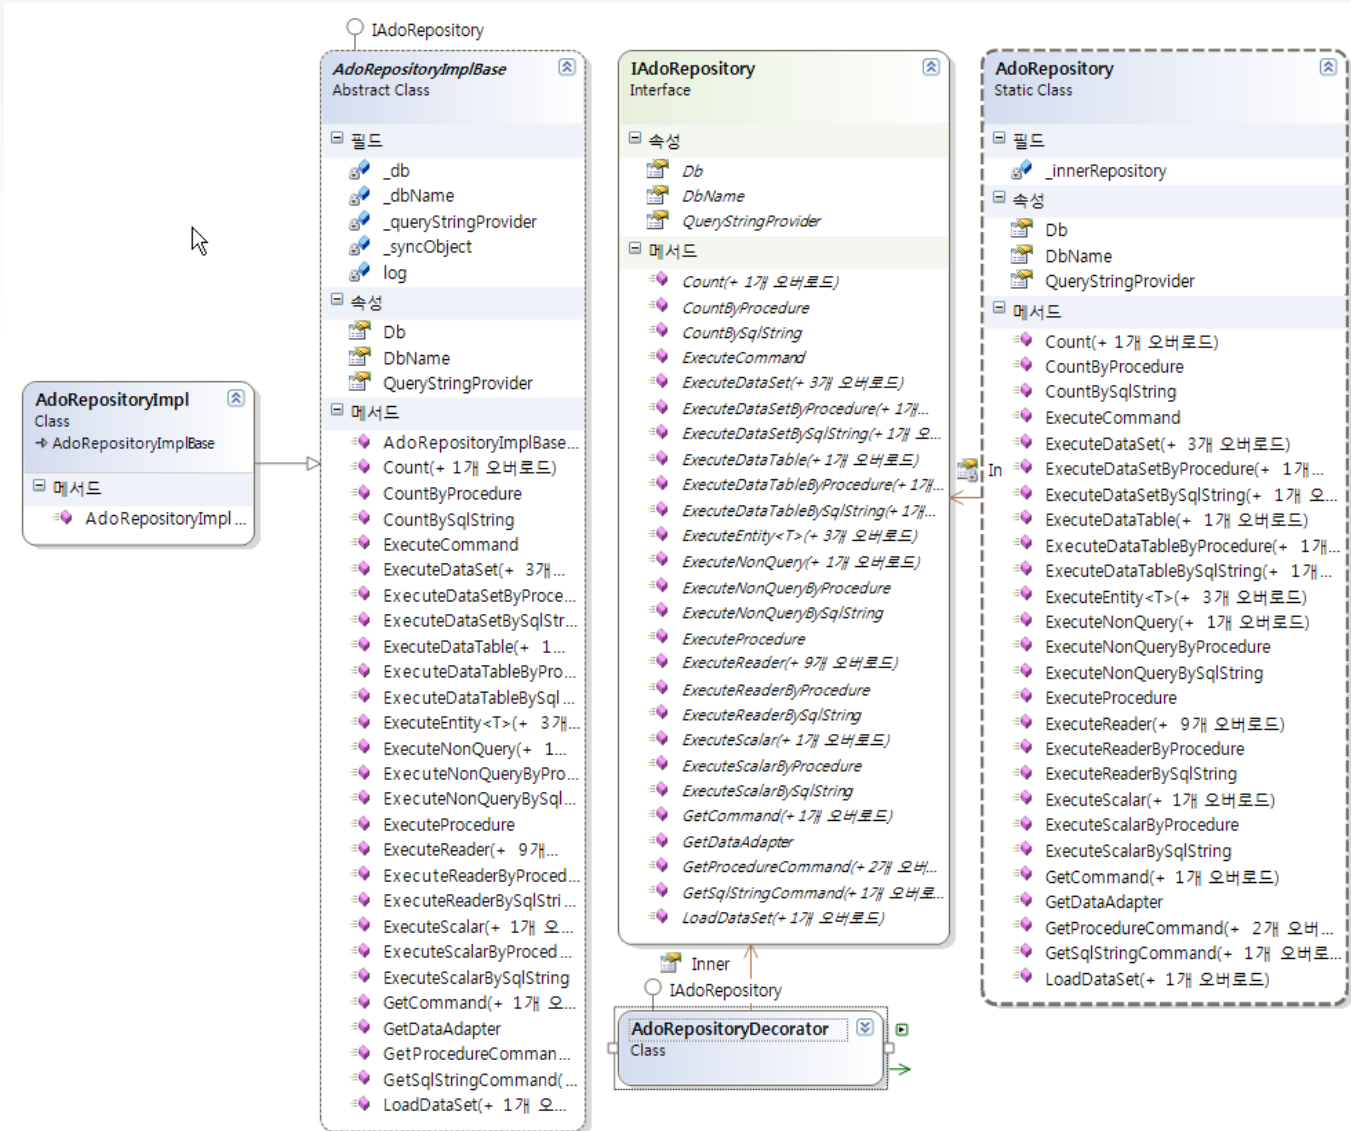 IAdoRepository
AdoRepositoryImplBase
Abstract Class
필드
_db
_dbName
_queryStringProvider
_syncObject
log
속성
Db
DbName
QueryStringProvider
메서드
AdoRepositoryImplBase...
Count(+ 1개 오버로드)
CountByProcedure
CountBySqlString
ExecuteCommand
ExecuteDataSet(+ 3개...
ExecuteDataSetByProce...
ExecuteDataSetBySqlStr...
ExecuteDataTable(+ 1...
ExecuteDataTableByPro...
ExecuteDataTableBySql...
ExecuteEntity<T>(+ 3개...
ExecuteNonQuery(+ 1...
ExecuteNonQueryByPro...
ExecuteNonQueryBySql...
ExecuteProcedure
ExecuteReader(+ 9개...
ExecuteReaderByProced...
ExecuteReaderBySqlStri...
ExecuteScalar(+ 1개 오...
ExecuteScalarByProced...
ExecuteScalarBySqlString
GetCommand(+ 1개 오...
GetDataAdapter
GetProcedureComman...
GetSqlStringCommand(...
LoadDataSet(+ 1개 오...
AdoRepositoryImpl
Class
AdoRepositoryImplBase
메서드
AdoRepositoryImpl...
IAdoRepository
Interface
속성
Db
DbName
QueryStringProvider
메서드
Count(+ 1개 오버로드)
CountByProcedure
CountBySqlString
ExecuteCommand
ExecuteDataSet(+ 3개 오버로드)
ExecuteDataSetByProcedure(+ 1개...
ExecuteDataSetBySqlString(+ 1개 오...
ExecuteDataTable(+ 1개 오버로드)
ExecuteDataTableByProcedure(+ 1개...
ExecuteDataTableBySqlString(+ 1개...
ExecuteEntity<T>(+ 3개 오버로드)
ExecuteNonQuery(+ 1개 오버로드)
ExecuteNonQueryByProcedure
ExecuteNonQueryBySqlString
ExecuteProcedure
ExecuteReader(+ 9개 오버로드)
ExecuteReaderByProcedure
ExecuteReaderBySqlString
ExecuteScalar(+ 1개 오버로드)
ExecuteScalarByProcedure
ExecuteScalarBySqlString
GetCommand(+ 1개 오버로드)
GetDataAdapter
GetProcedureCommand(+ 2개 오버...
GetSqlStringCommand(+ 1개 오버로...
LoadDataSet(+ 1개 오버로드)
Inner
IAdoRepository
AdoRepositoryDecorator
Class
In
AdoRepository
Static Class
필드
_innerRepository
속성
Db
DbName
QueryStringProvider
메서드
Count(+ 1개 오버로드)
CountByProcedure
CountBySqlString
ExecuteCommand
ExecuteDataSet(+ 3개 오버로드)
ExecuteDataSetByProcedure(+ 1개...
ExecuteDataSetBySqlString(+ 1개 오...
ExecuteDataTable(+ 1개 오버로드)
ExecuteDataTableByProcedure(+ 1개...
ExecuteDataTableBySqlString(+ 1개...
ExecuteEntity<T>(+ 3개 오버로드)
ExecuteNonQuery(+ 1개 오버로드)
ExecuteNonQueryByProcedure
ExecuteNonQueryBySqlString
ExecuteProcedure
ExecuteReader(+ 9개 오버로드)
ExecuteReaderByProcedure
ExecuteReaderBySqlString
ExecuteScalar(+ 1개 오버로드)
ExecuteScalarByProcedure
ExecuteScalarBySqlString
GetCommand(+ 1개 오버로드)
GetDataAdapter
GetProcedureCommand(+ 2개 오버...
GetSqlStringCommand(+ 1개 오버로...
LoadDataSet(+ 1개 오버로드)